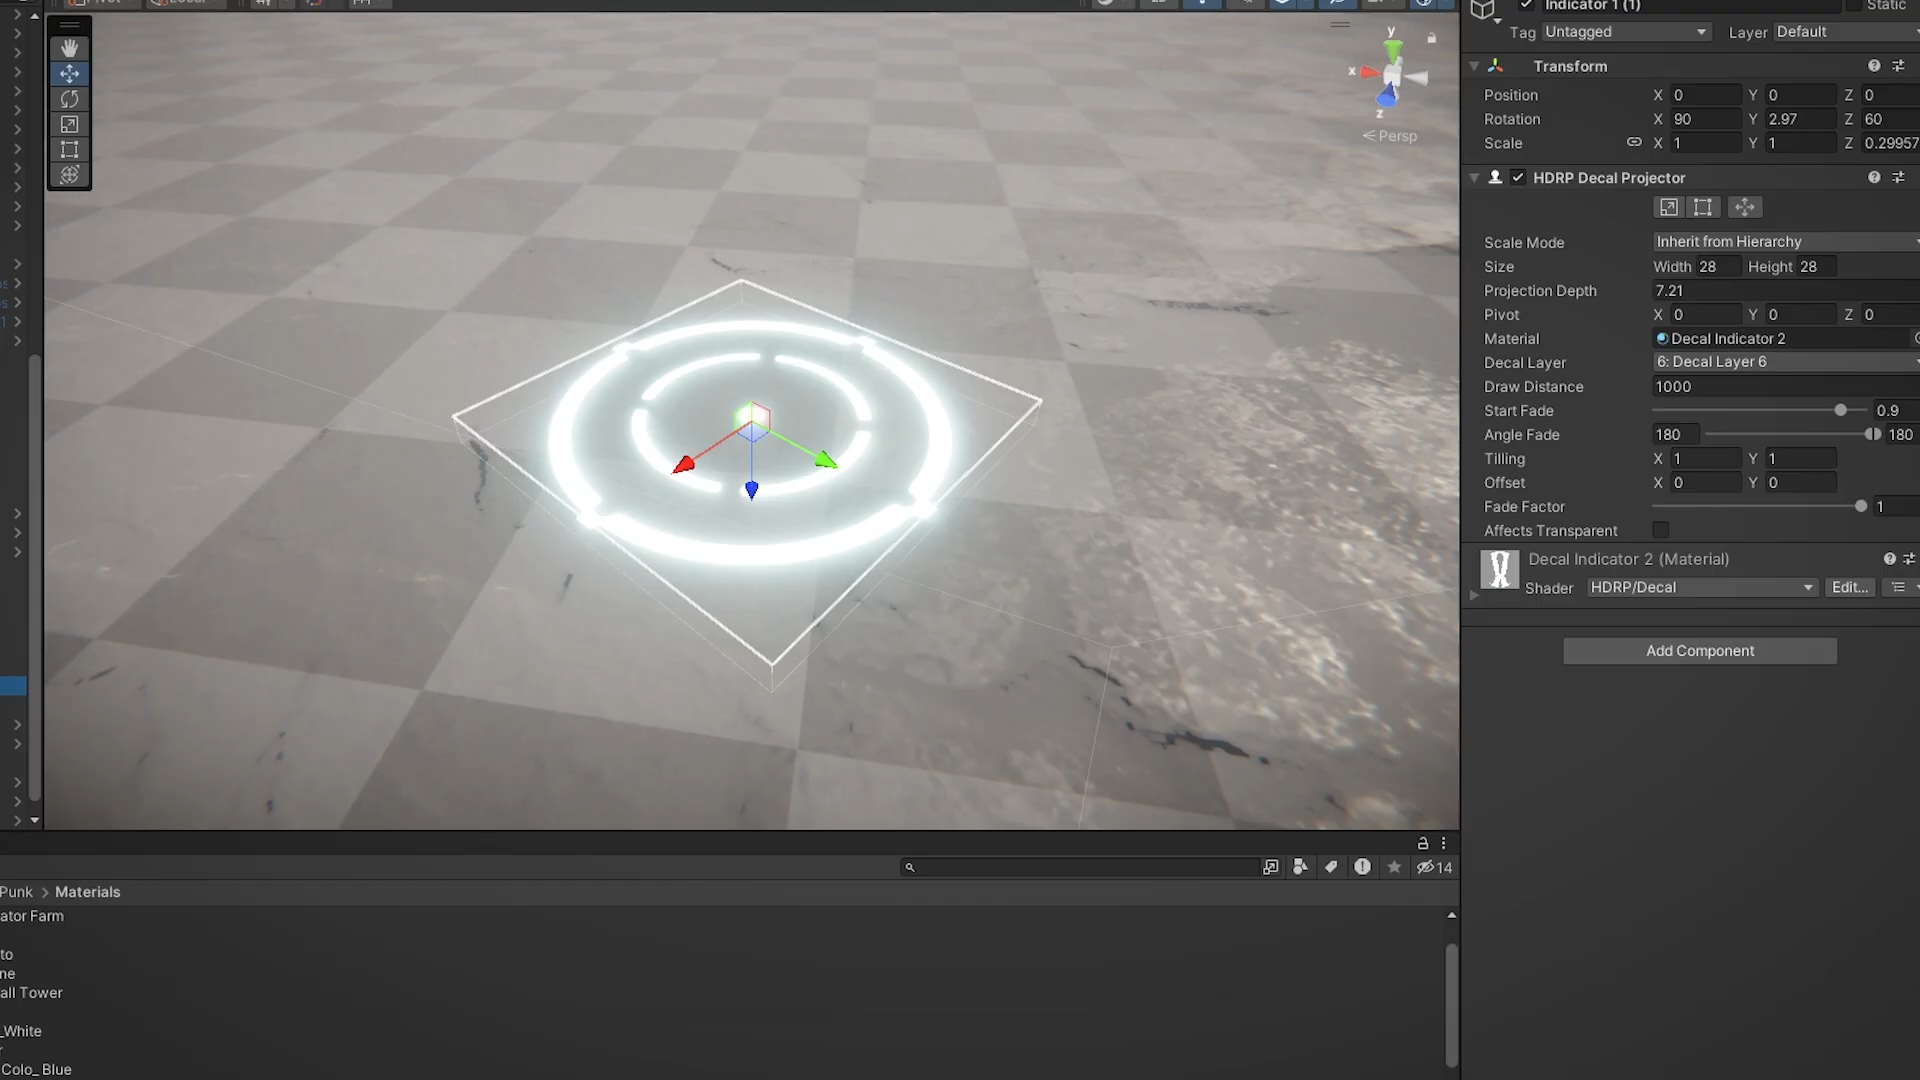 Indicator 1 (1)
Static
Tag Untagged Layer Default
Transform
Position X 0 Y 0 Z 0
Rotation X 90 Y 2.97 Z 60
Scale X 1 Y 1 Z 0.29957
HDRP Decal Projector
Scale Mode Inherit from Hierarchy
Size Width 28 Height 28
Projection Depth 7.21
Pivot X 0 Y 0 Z 0
Material Decal Indicator 2
Decal Layer 6: Decal Layer 6
Draw Distance 1000
Start Fade 0.9
Angle Fade 180 180
Tilling X 1 Y 1
Offset X 0 Y 0
Fade Factor 1
Affects Transparent
Decal Indicator 2 (Material)
Shader HDRP/Decal Edit...
Add Component
y
x
z
Persp
14
Punk > Materials
ator Farm
to
ne
all Tower
_White
r
Colo_ Blue